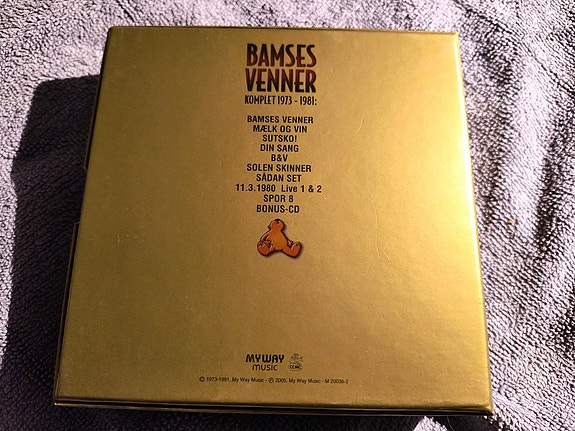 BAMSES
VENNER
KOMPLET 1973 - 1981:
BAMSES VENNER
MÆLK OG VIN
SUTSKO!
DIN SANG
B&V
SOLEN SKINNER
SÅDAN SET
11.3.1980 Live 1 & 2
SPOR 8
BONUS-CD
MY WAY
MUSIC
© 1973-1981, My Way Music - ℗ 2005, My Way Music - M 20036-2